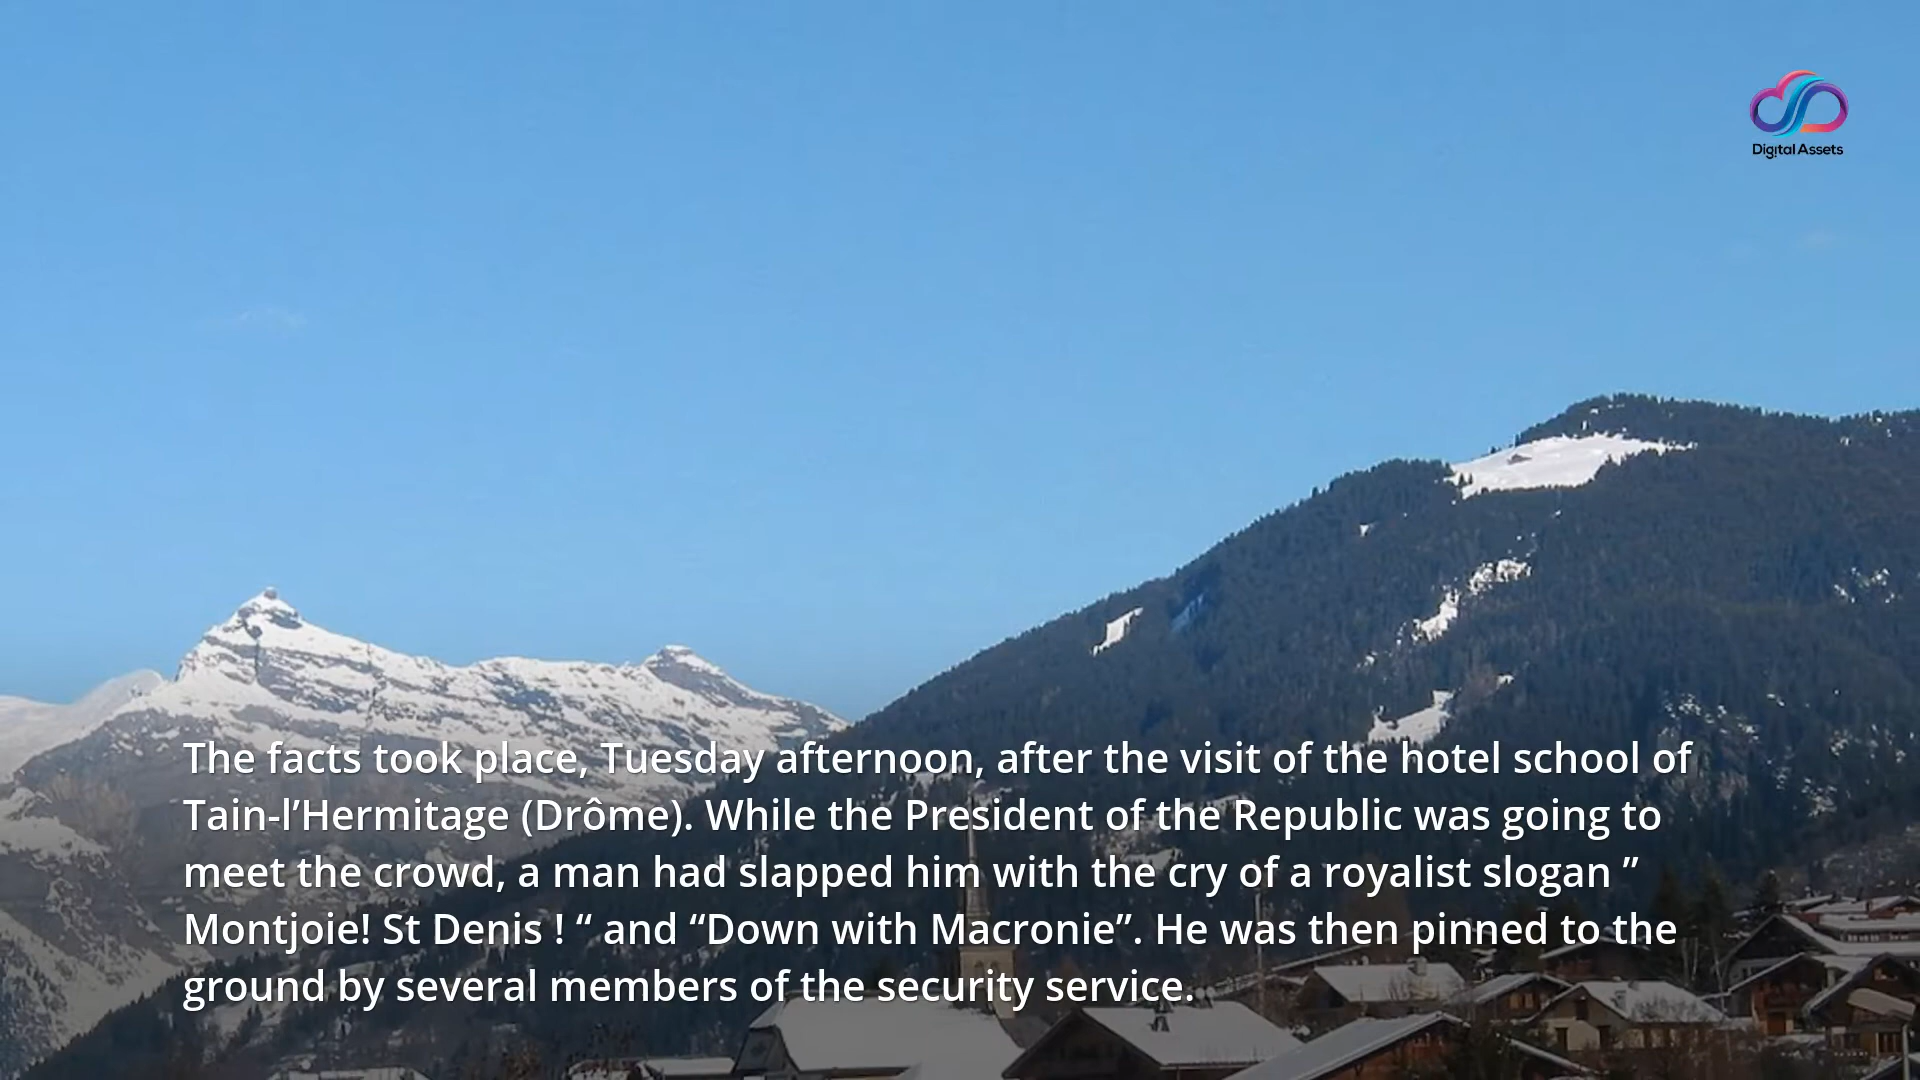 Digital Assets
The facts took place, Tuesday afternoon, after the visit of the hotel school of
Tain-l’Hermitage (Drôme). While the President of the Republic was going to
meet the crowd, a man had slapped him with the cry of a royalist slogan ”
Montjoie! St Denis ! “ and “Down with Macronie”. He was then pinned to the
ground by several members of the security service.